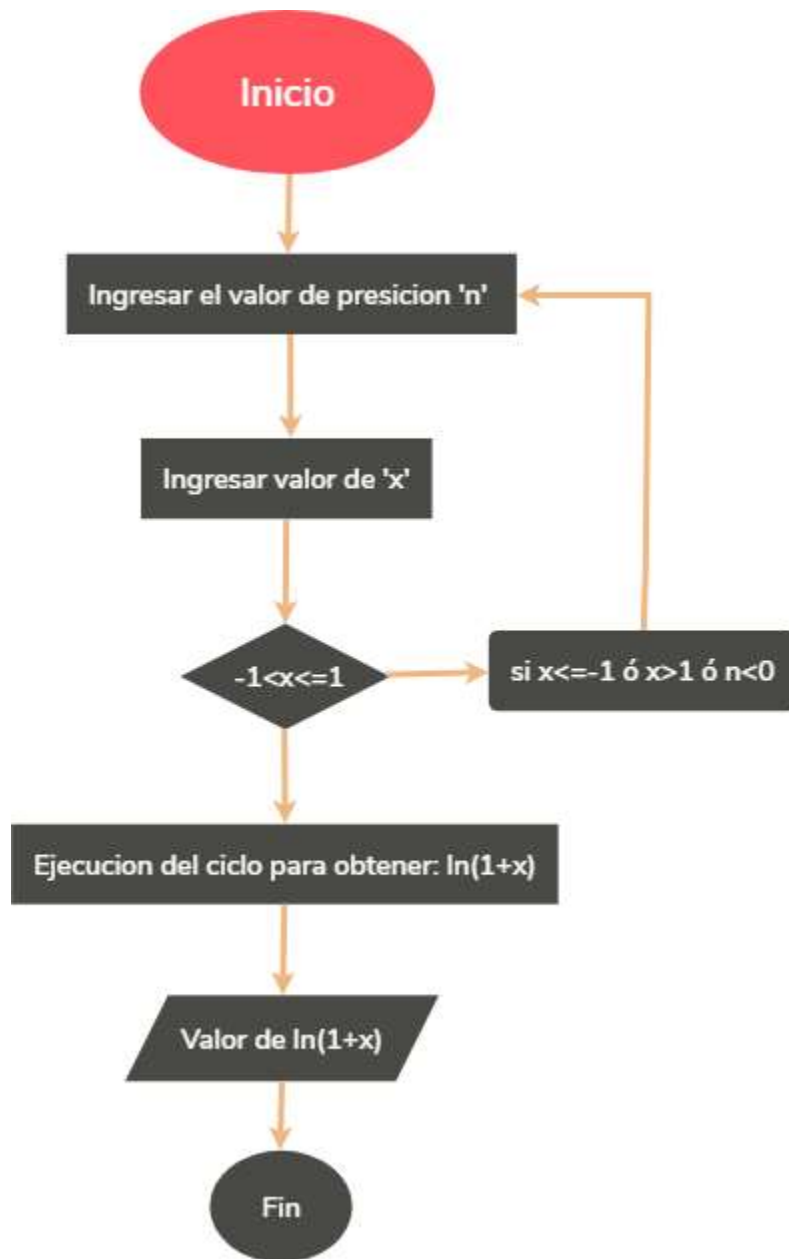 Inicio
Ingresar el valor de presicion 'n'
Ingresar valor de 'x'
-1<x<=1
si x<=-1 ó x>1 ó n<0
Ejecucion del ciclo para obtener: ln(1+x)
Valor de ln(1+x)
Fin